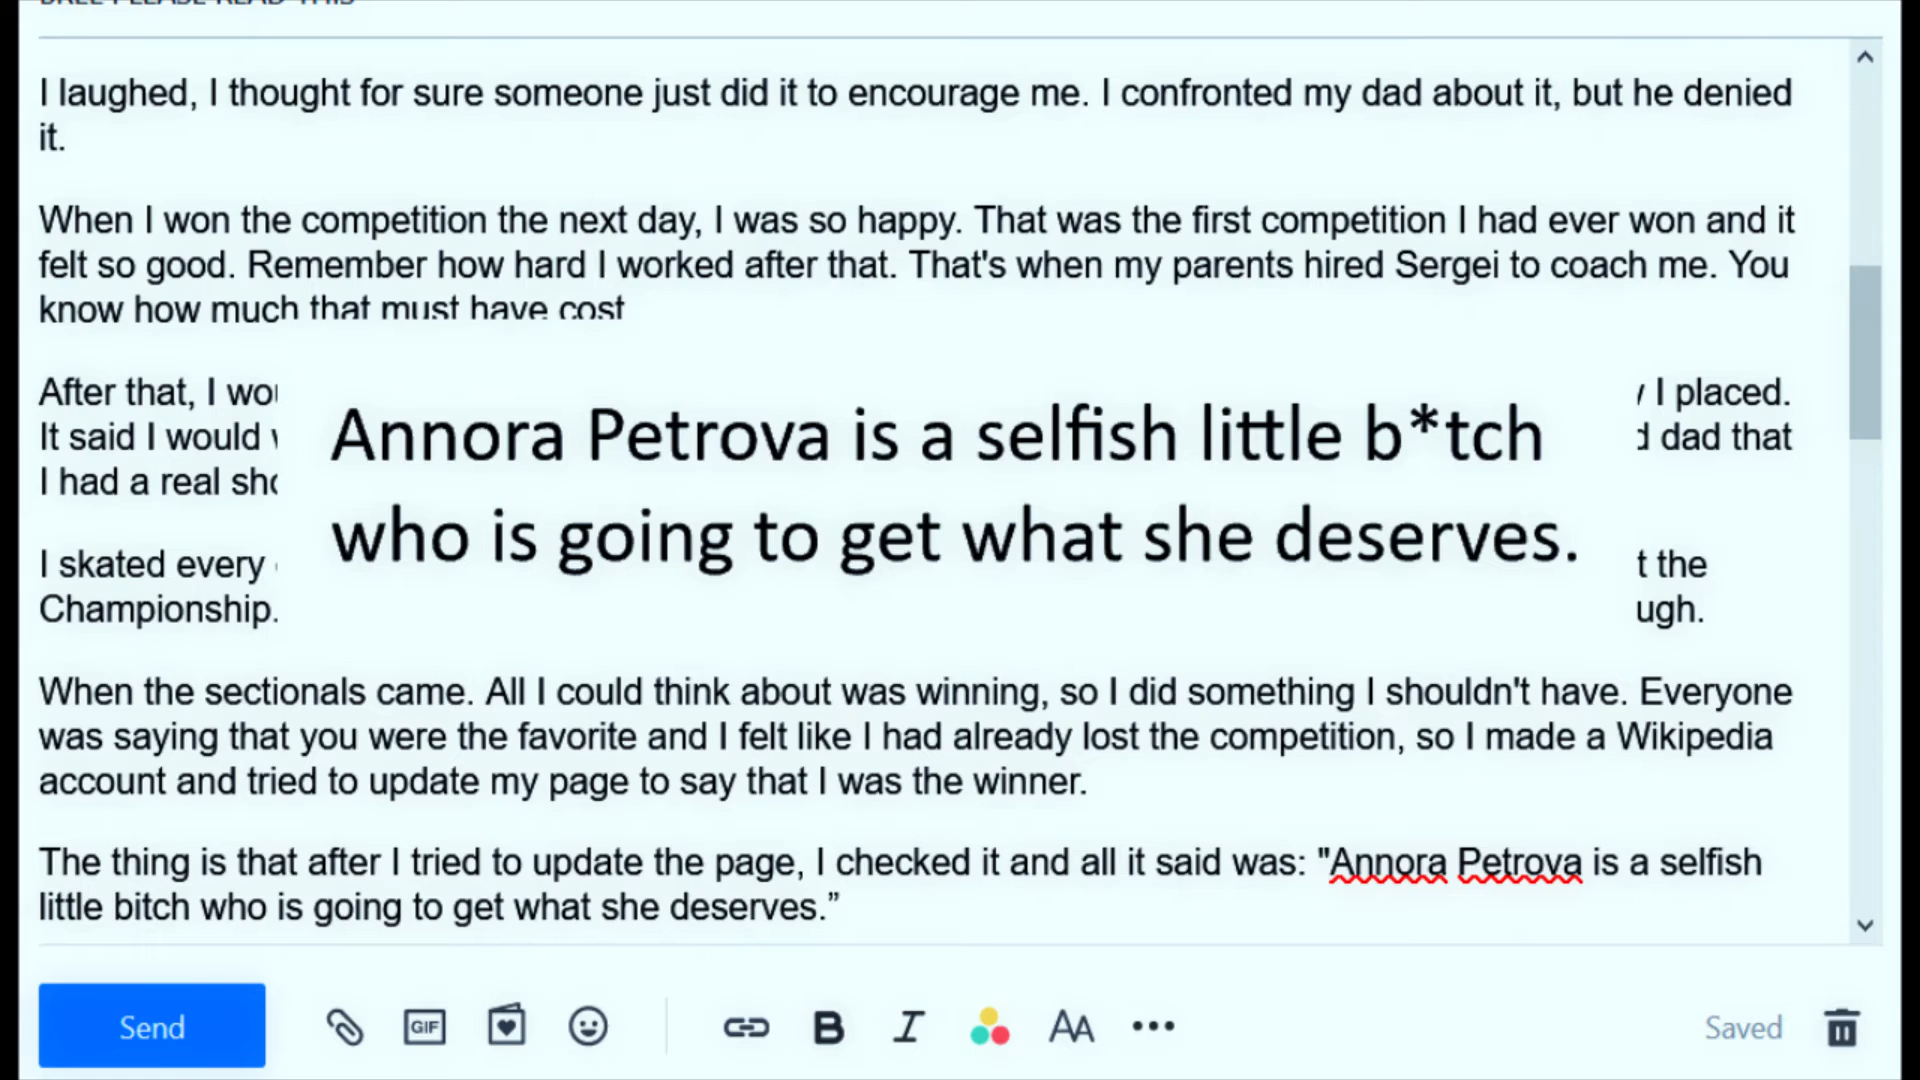 I laughed, I thought for sure someone just did it to encourage me. I confronted my dad about it, but he denied
it.
When I won the competition the next day, I was so happy. That was the first competition I had ever won and it
felt so good. Remember how hard I worked after that. That's when my parents hired Sergei to coach me. You
know how much that must have cost
After that, I I placed.
It said I would dad that
I had a real
Annora Petrova is a selfish little b*tch
who is going to get what she deserves.
I skated every the
Championship.
When the sectionals came. All I could think about was winning, so I did something I shouldn't have. Everyone
was saying that you were the favorite and I felt like I had already lost the competition, so I made a Wikipedia
account and tried to update my page to say that I was the winner.
The thing is that after I tried to update the page, I checked it and all it said was: "Annora Petrova is a selfish
little bitch who is going to get what she deserves.”
Send
GIF
Saved